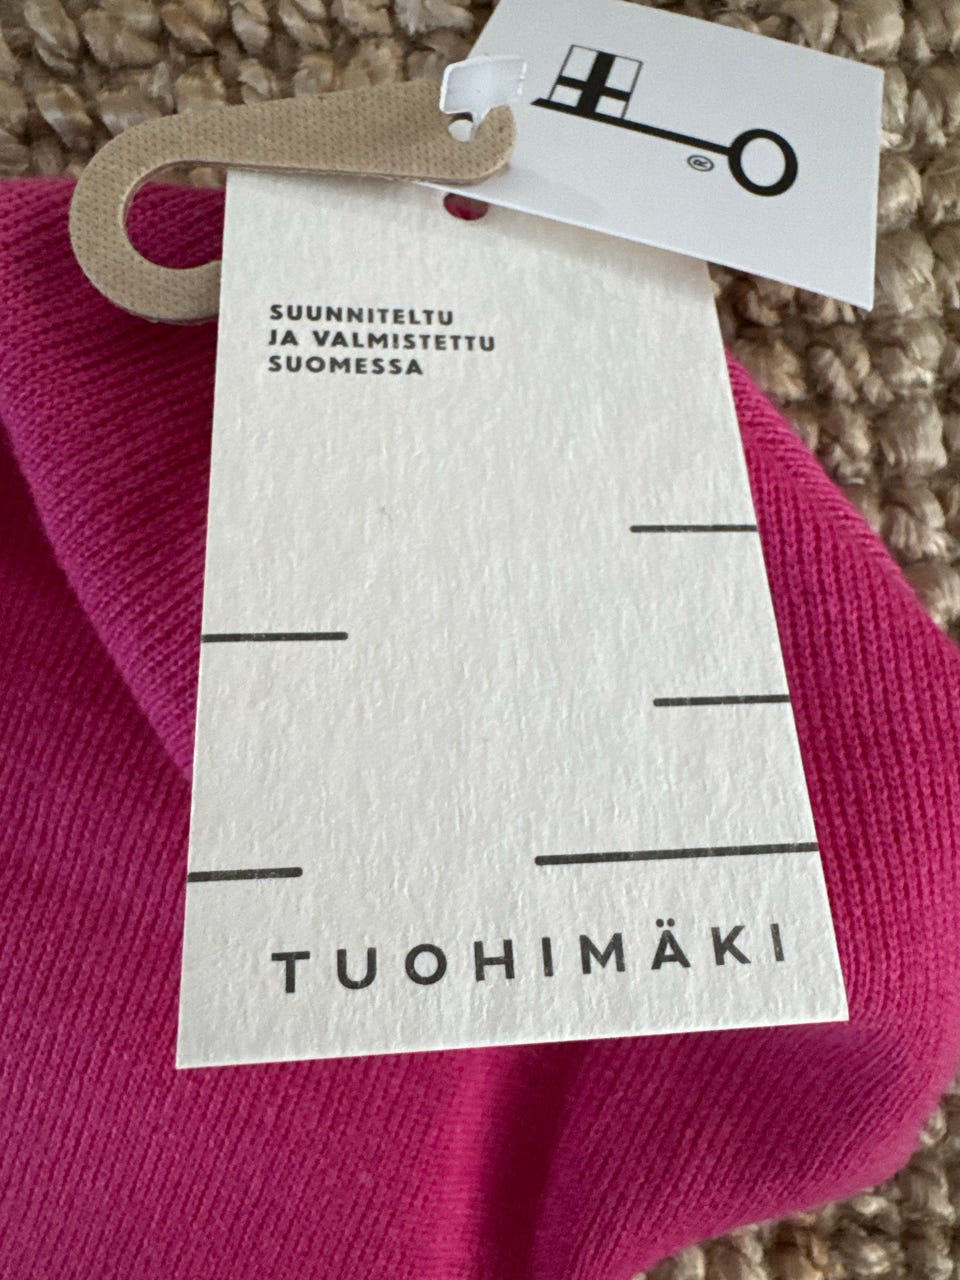 ®
SUUNNITELTU
JA VALMISTETTU
SUOMESSA
TUOHIMÄKI